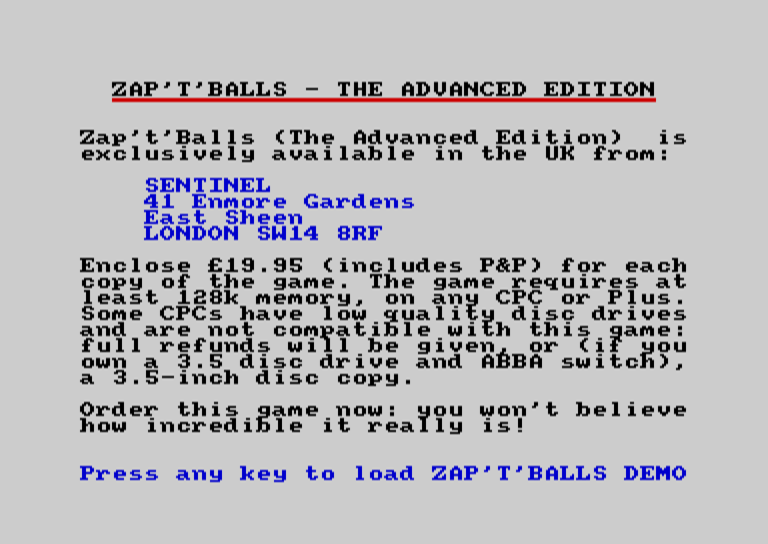 ZAP'T'BALLS - THE ADVANCED EDITION
Zap't'Balls (The Advanced Edition) is
exclusively available in the UK from:
SENTINEL
41 Enmore Gardens
East Sheen
LONDON SW14 8RF
Enclose £19.95 (includes P&P) for each
copy of the game. The game requires at
least 128k memory, on any CPC or Plus.
Some CPCs have low quality disc drives
and are not compatible with this game:
full refunds will be given, or (if you
own a 3.5 disc drive and ABBA switch),
a 3.5-inch disc copy.
Order this game now: you won't believe
how incredible it really is!
Press any key to load ZAP'T'BALLS DEMO